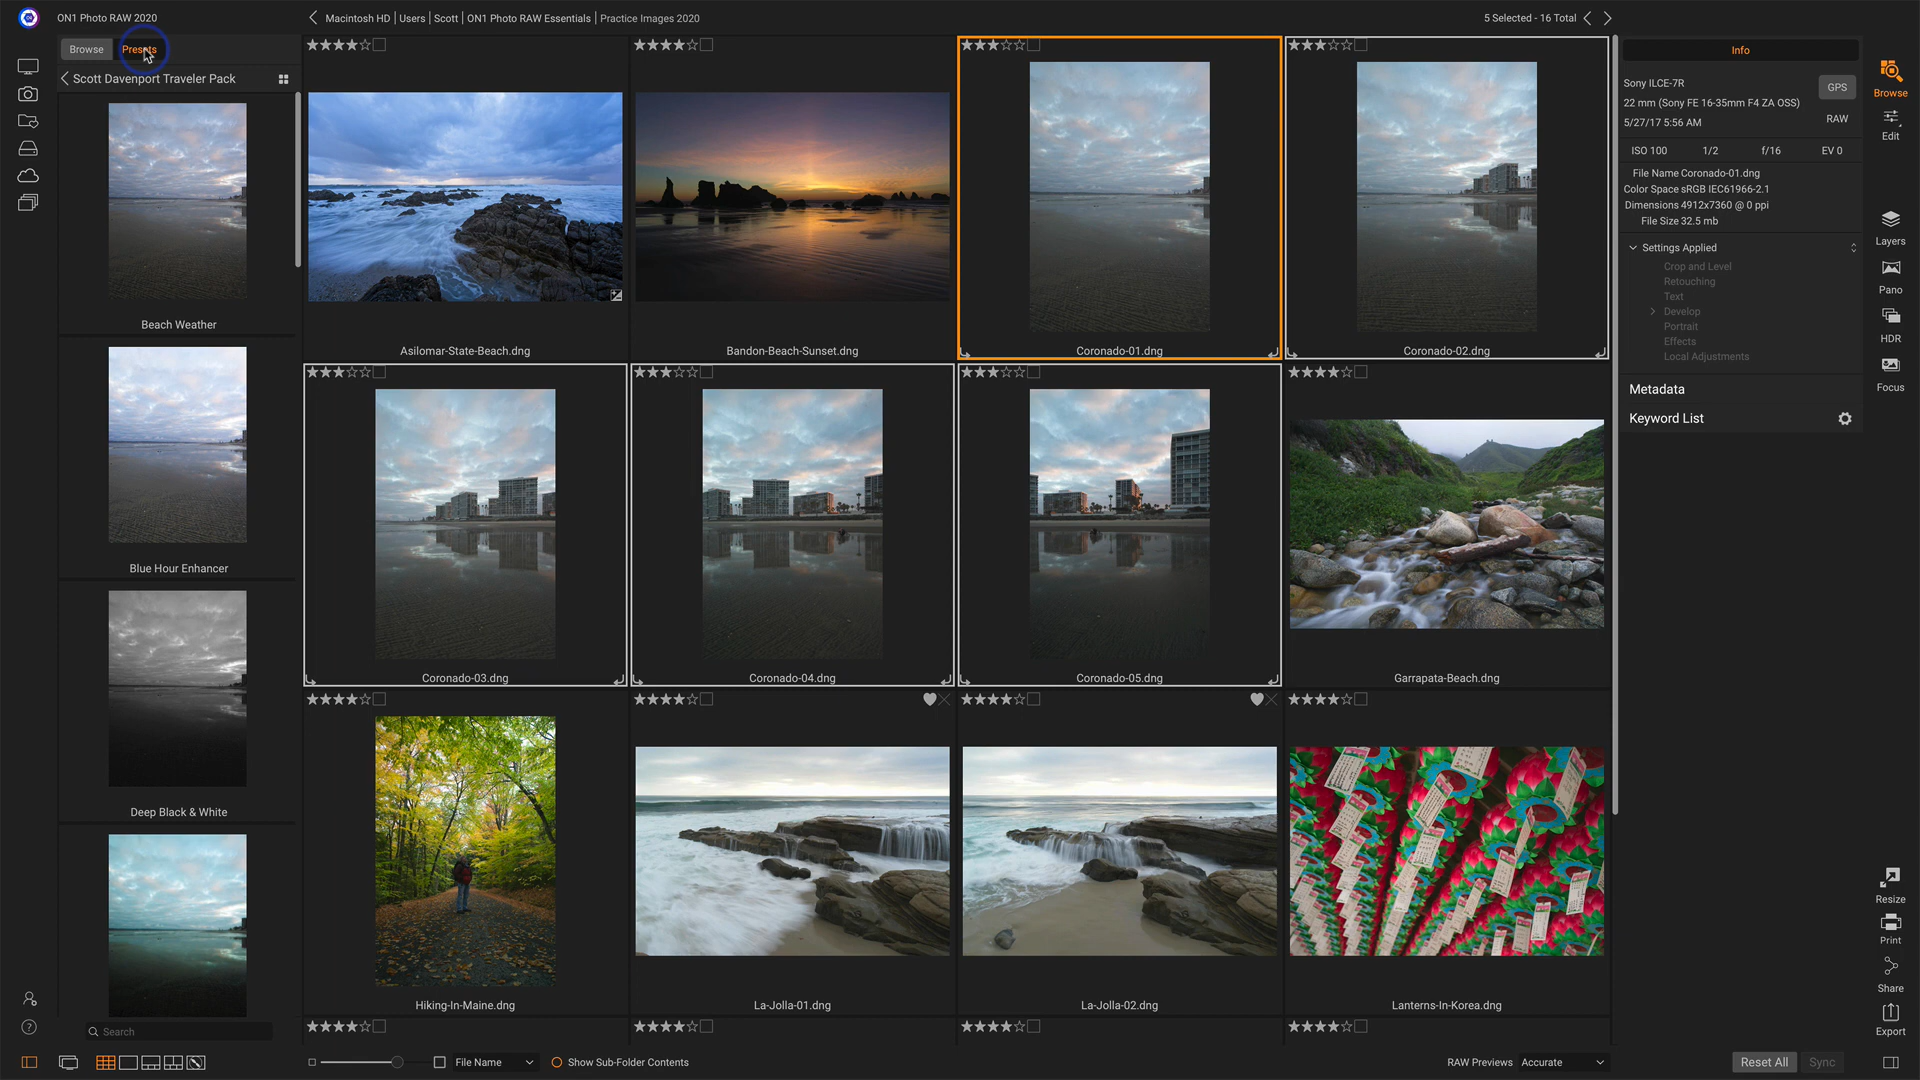 ON1 Photo RAW 2020
Macintosh HD | Users | Scott | ON1 Photo RAW Essentials | Practice Images 2020
5 Selected - 16 Total
Browse
Presets
Scott Davenport Traveler Pack
Beach Weather
Blue Hour Enhancer
Deep Black & White
Search
Asilomar-State-Beach.dng
Bandon-Beach-Sunset.dng
Coronado-01.dng
Coronado-02.dng
Coronado-03.dng
Coronado-04.dng
Coronado-05.dng
Garrapata-Beach.dng
Hiking-In-Maine.dng
La-Jolla-01.dng
La-Jolla-02.dng
Lanterns-In-Korea.dng
File Name
Show Sub-Folder Contents
RAW Previews Accurate
Info
Sony ILCE-7R
GPS
22 mm (Sony FE 16-35mm F4 ZA OSS)
5/27/17 5:56 AM
RAW
ISO 100 1/2 f/16 EV 0
File Name Coronado-01.dng
Color Space sRGB IEC61966-2.1
Dimensions 4912x7360 @ 0 ppi
File Size 32.5 mb
Settings Applied
Crop and Level
Retouching
Text
Develop
Portrait
Effects
Local Adjustments
Metadata
Keyword List
Browse
Edit
Layers
Pano
HDR
Focus
Resize
Print
Share
Export
Reset All
Sync